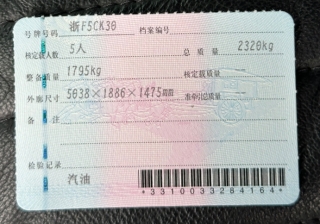 号牌号码 浙F5CK30 档案编号
核定载人数 5人 总质量 2320kg
整备质量 1795kg 核定载质量 —
外廓尺寸 5038×1886×1475㎜ 准牵引总质量 —
备注
检验记录
汽油
*3310033284164*